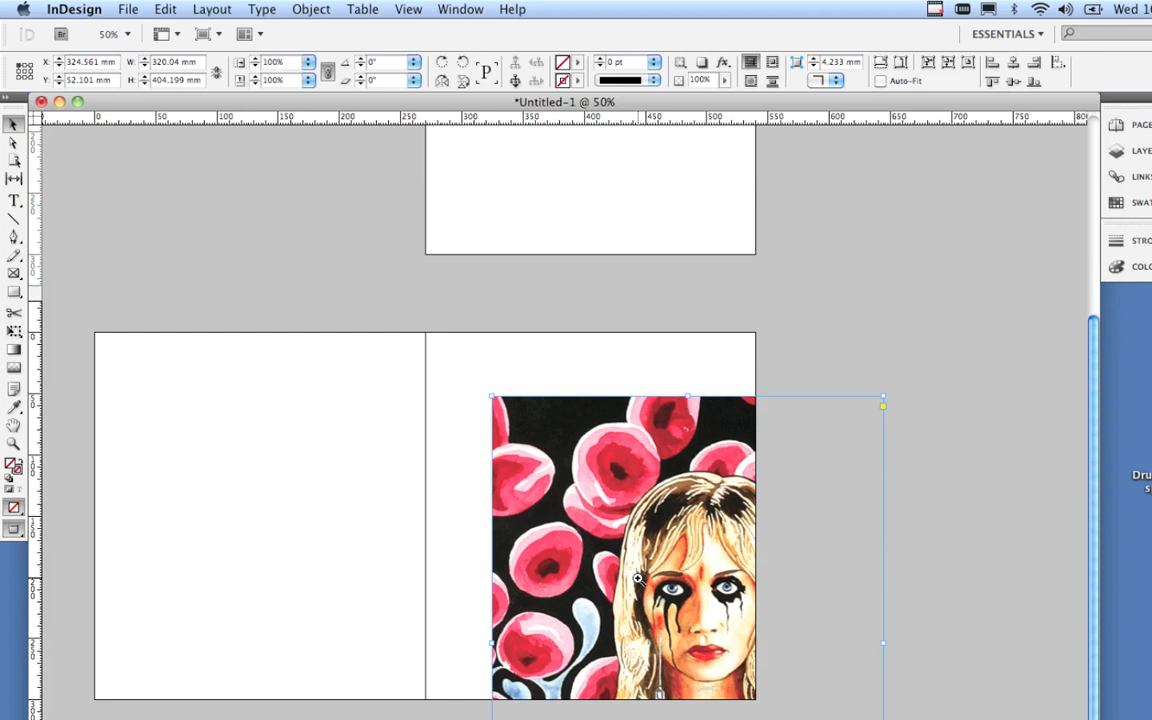 InDesign File Edit Layout Type Object Table View Window Help Wed 1
Br 50% ESSENTIALS
X: 324.561 mm W: 320.04 mm 100% 0° P 0 pt fx. 4.233 mm
Y: 52.101 mm H: 404.199 mm 100% 0° 100% Auto-Fit
*Untitled-1 @ 50%
0 50 100 150 200 250 300 350 400 450 500 550 600 650 700 750 800
PAGE
LAYE
LINKS
SWAT
STRO
COLO
T
Dru
s